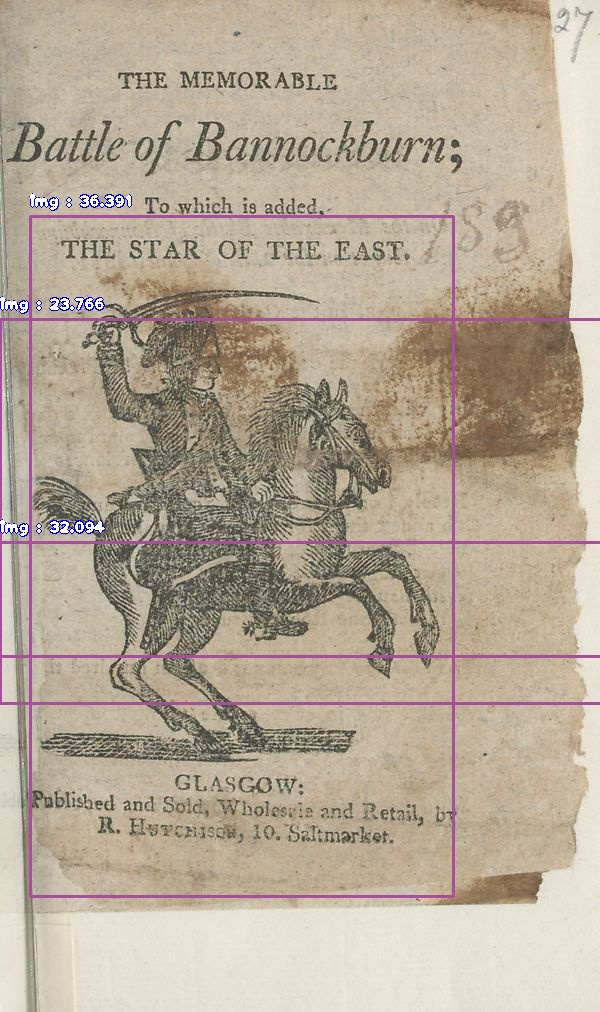 27
THE MEMORABLE
Battle of Bannockburn;
img : 36.391 To which is added,
THE STAR OF THE EAST.
189
img : 23.766
img : 32.094
GLASGOW:
Published and Sold, Wholesale and Retail, by
R. HUTCHISON, 10. Saltmarket.